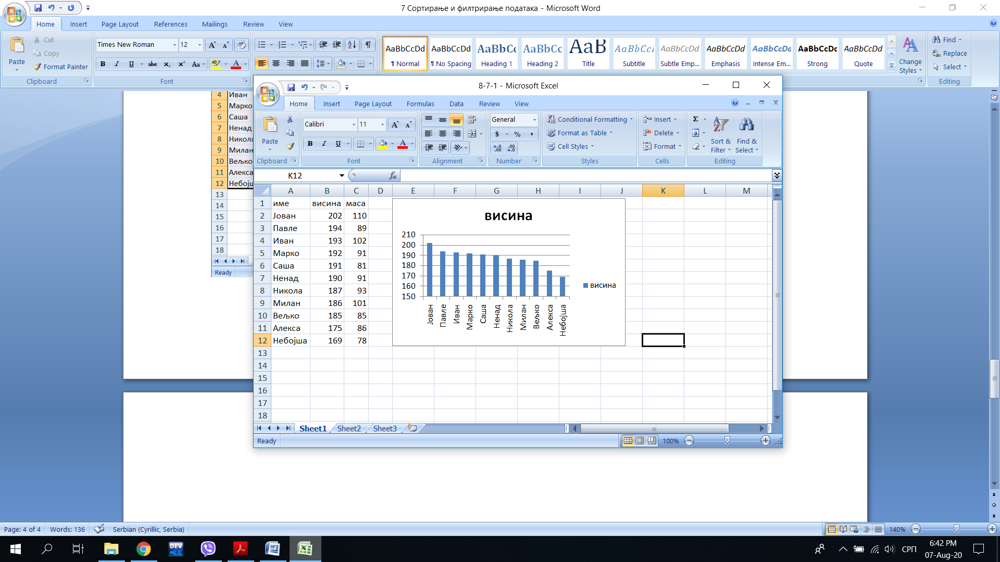 7 Сортирање и филтрирање података - Microsoft Word
Home Insert Page Layout References Mailings Review View
Paste
Cut
Copy
Format Painter
Clipboard
Times New Roman 12
Font
AaBbCcDd AaBbCcDd AaBbCc AaBbCc AaB AaBbCcI AaBbCcDd AaBbCcDd AaBbCcDd AaBbCcDd AaBbCcDd
¶ Normal ¶ No Spacing Heading 1 Heading 2 Title Subtitle Subtle Emp... Emphasis Intense Em... Strong Quote
Change Styles
Find
Replace
Select
Editing
4 Иван
5 Марко
6 Саша
7 Ненад
8 Никола
9 Милан
10 Вељко
11 Алекса
12 Небојш
13
14
15
16
17
18
Ready
8-7-1 - Microsoft Excel
Home Insert Page Layout Formulas Data Review View
Paste
Clipboard
Calibri 11
Font
Alignment
General
$ % ,
Number
Conditional Formatting
Format as Table
Cell Styles
Styles
Insert
Delete
Format
Cells
Σ
Sort & Filter
Find & Select
Editing
K12 fx
A B C D E F G H I J K L M
1 име висина маса
2 Јован 202 110
3 Павле 194 89
4 Иван 193 102
5 Марко 192 91
6 Саша 191 81
7 Ненад 190 91
8 Никола 187 93
9 Милан 186 101
10 Вељко 185 85
11 Алекса 175 86
12 Небојша 169 78
13
14
15
16
17
18
висина
210
200
190
180
170
160
150
Јован Павле Иван Марко Саша Ненад Никола Милан Вељко Алекса Небојша
висина
Sheet1 Sheet2 Sheet3
Ready 100%
Page: 4 of 4 Words: 136 Serbian (Cyrillic, Serbia) 140%
DEV
СРП
6:42 PM
07-Aug-20